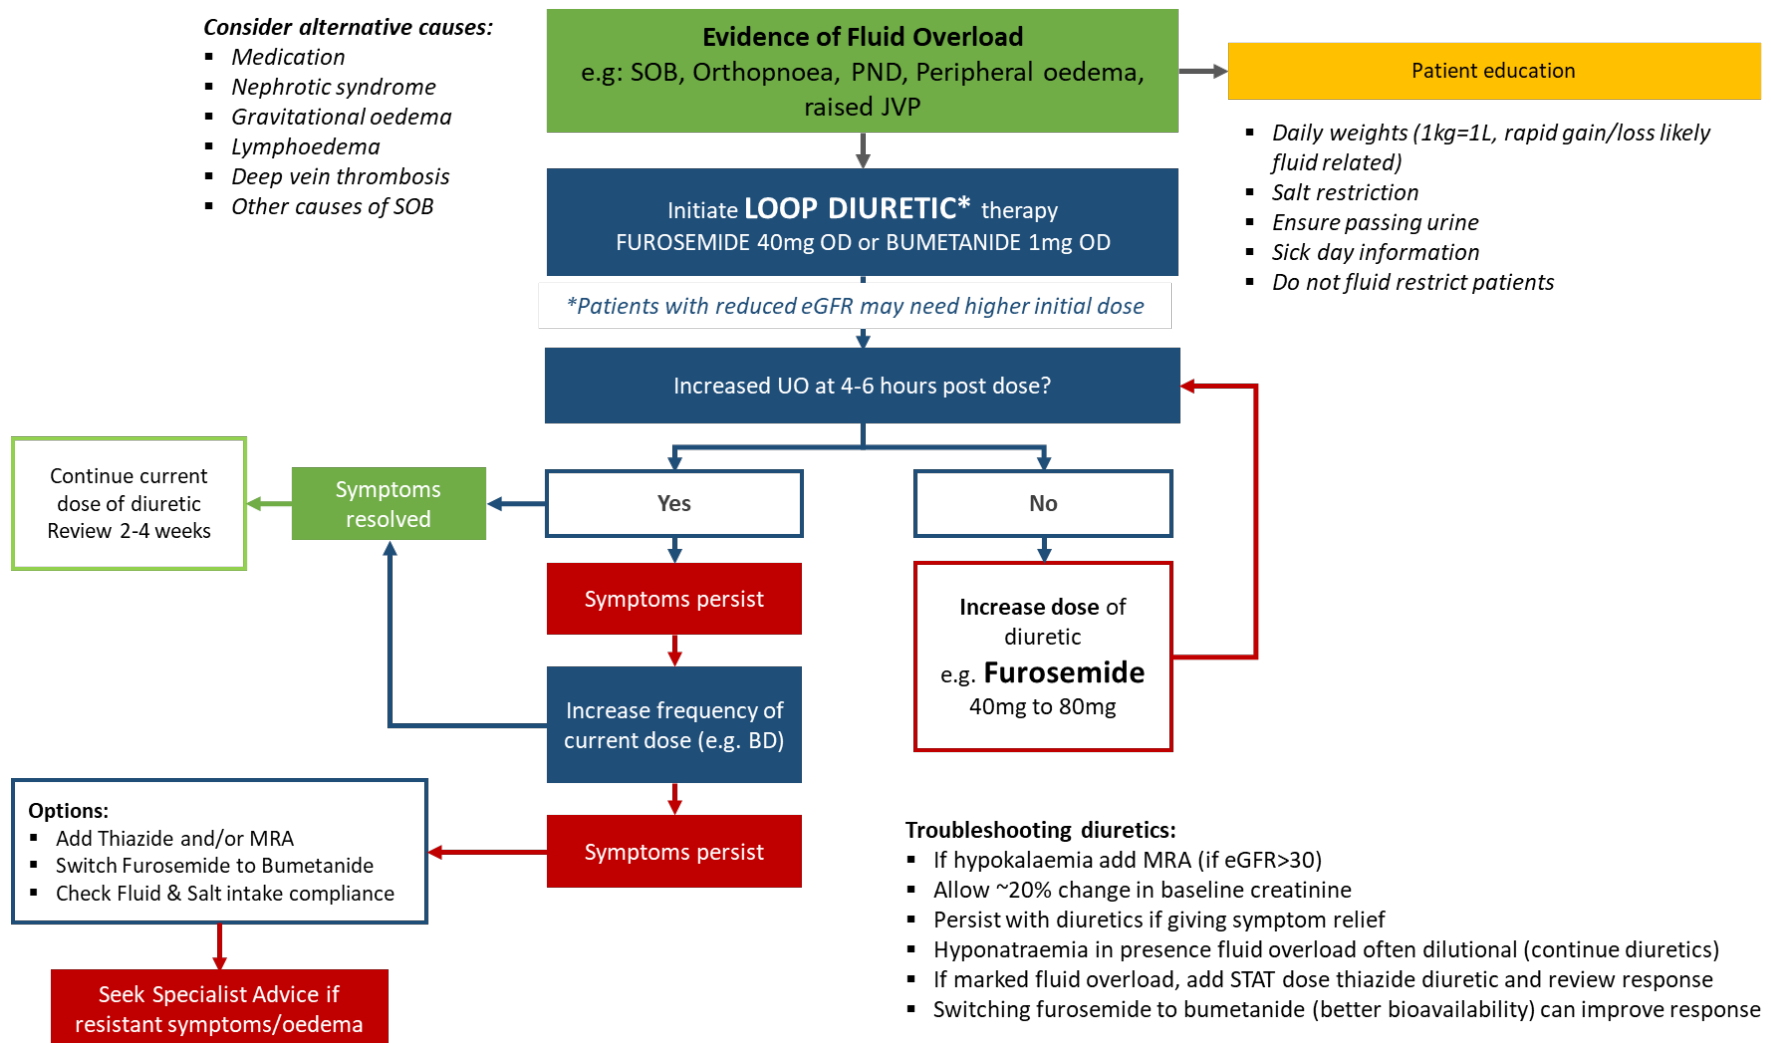 Consider alternative causes:
▪ Medication
▪ Nephrotic syndrome
▪ Gravitational oedema
▪ Lymphoedema
▪ Deep vein thrombosis
▪ Other causes of SOB
Evidence of Fluid Overload
e.g: SOB, Orthopnoea, PND, Peripheral oedema,
raised JVP
Patient education
▪ Daily weights (1kg=1L, rapid gain/loss likely
fluid related)
▪ Salt restriction
▪ Ensure passing urine
▪ Sick day information
▪ Do not fluid restrict patients
Initiate LOOP DIURETIC* therapy
FUROSEMIDE 40mg OD or BUMETANIDE 1mg OD
*Patients with reduced eGFR may need higher initial dose
Increased UO at 4-6 hours post dose?
Yes
No
Symptoms
resolved
Continue current
dose of diuretic
Review 2-4 weeks
Symptoms persist
Increase frequency of
current dose (e.g. BD)
Symptoms persist
Increase dose of
diuretic
e.g. Furosemide
40mg to 80mg
Options:
▪ Add Thiazide and/or MRA
▪ Switch Furosemide to Bumetanide
▪ Check Fluid & Salt intake compliance
Seek Specialist Advice if
resistant symptoms/oedema
Troubleshooting diuretics:
▪ If hypokalaemia add MRA (if eGFR>30)
▪ Allow ~20% change in baseline creatinine
▪ Persist with diuretics if giving symptom relief
▪ Hyponatraemia in presence fluid overload often dilutional (continue diuretics)
▪ If marked fluid overload, add STAT dose thiazide diuretic and review response
▪ Switching furosemide to bumetanide (better bioavailability) can improve response